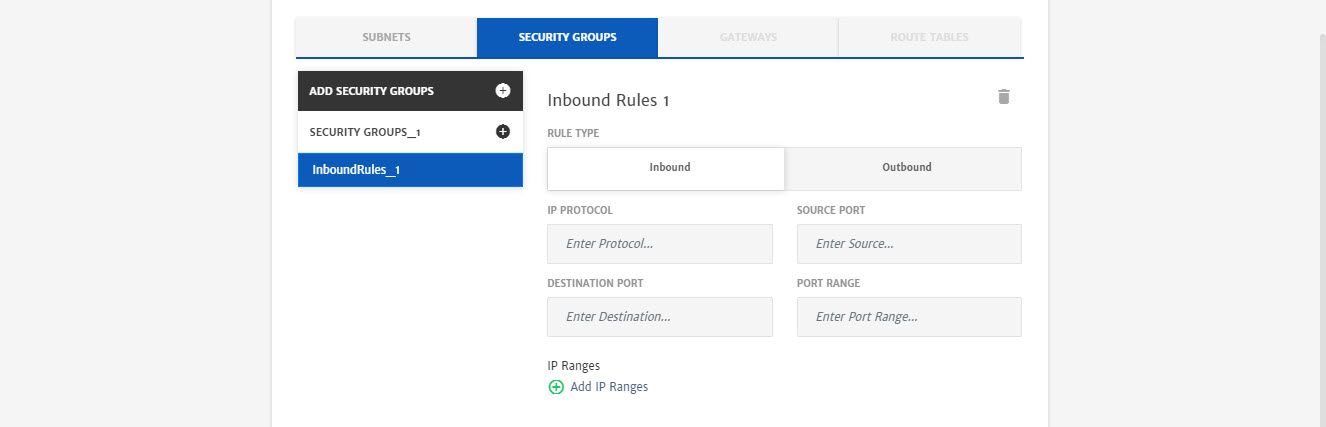 SUBNETS
SECURITY GROUPS
GATEWAYS
ROUTE TABLES
ADD SECURITY GROUPS
SECURITY GROUPS_1
InboundRules_1
Inbound Rules 1
RULE TYPE
Inbound
Outbound
IP PROTOCOL
SOURCE PORT
Enter Protocol...
Enter Source...
DESTINATION PORT
PORT RANGE
Enter Destination...
Enter Port Range...
IP Ranges
Add IP Ranges